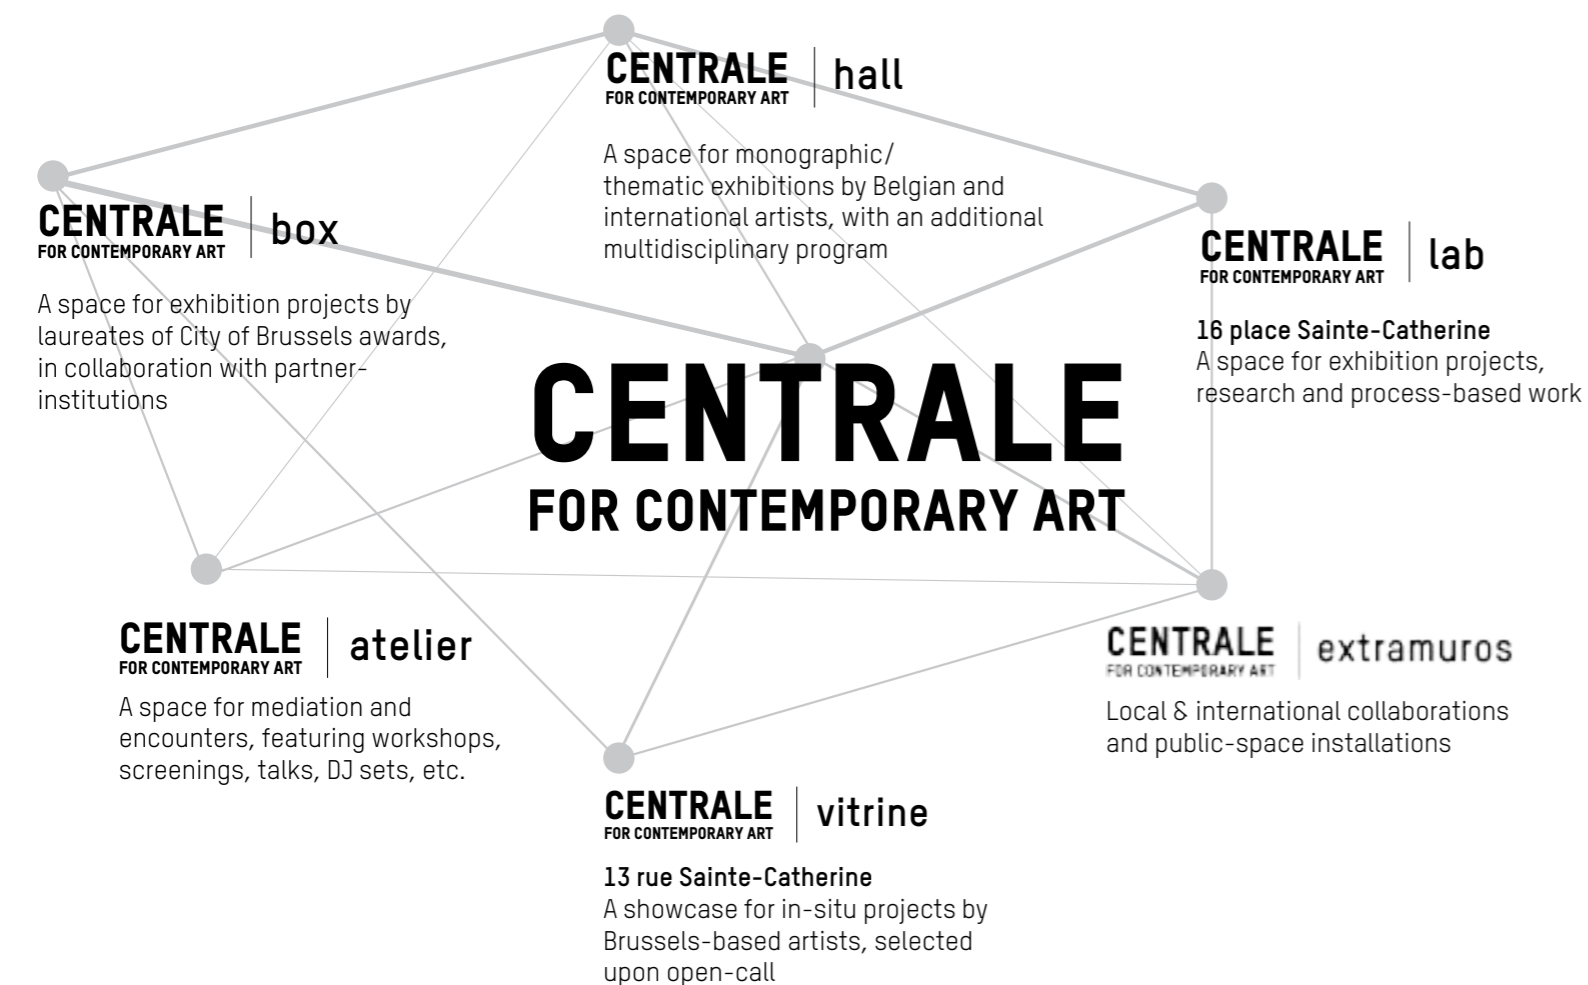 CENTRALE | hall
FOR CONTEMPORARY ART
A space for monographic/
thematic exhibitions by Belgian and
international artists, with an additional
multidisciplinary program
CENTRALE | box
FOR CONTEMPORARY ART
A space for exhibition projects by
laureates of City of Brussels awards,
in collaboration with partner-
institutions
CENTRALE | lab
FOR CONTEMPORARY ART
16 place Sainte-Catherine
A space for exhibition projects,
research and process-based work
CENTRALE
FOR CONTEMPORARY ART
CENTRALE | atelier
FOR CONTEMPORARY ART
A space for mediation and
encounters, featuring workshops,
screenings, talks, DJ sets, etc.
CENTRALE | extramuros
FOR CONTEMPORARY ART
Local & international collaborations
and public-space installations
CENTRALE | vitrine
FOR CONTEMPORARY ART
13 rue Sainte-Catherine
A showcase for in-situ projects by
Brussels-based artists, selected
upon open-call